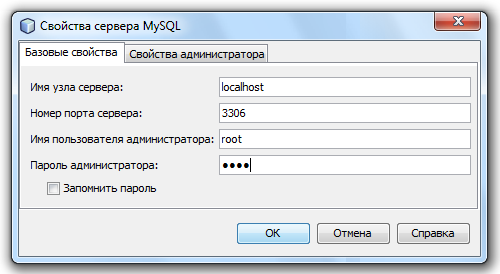 Свойства сервера MySQL
Базовые свойства Свойства администратора
Имя узла сервера: localhost
Номер порта сервера: 3306
Имя пользователя администратора: root
Пароль администратора: ●●●●
Запомнить пароль
OK Отмена Справка